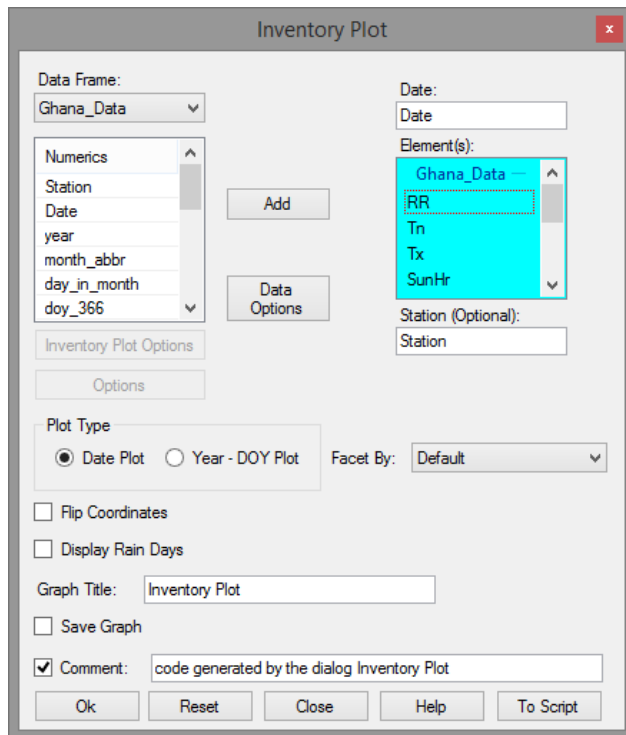 Inventory Plot
x
Data Frame:
Ghana_Data
Numerics
Station
Date
year
month_abbr
day_in_month
doy_366
Add
Data
Options
Date:
Date
Element(s):
Ghana_Data
RR
Tn
Tx
SunHr
Station (Optional):
Station
Inventory Plot Options
Options
Plot Type
Date Plot
Year - DOY Plot
Facet By:
Default
Flip Coordinates
Display Rain Days
Graph Title:
Inventory Plot
Save Graph
Comment:
code generated by the dialog Inventory Plot
Ok
Reset
Close
Help
To Script